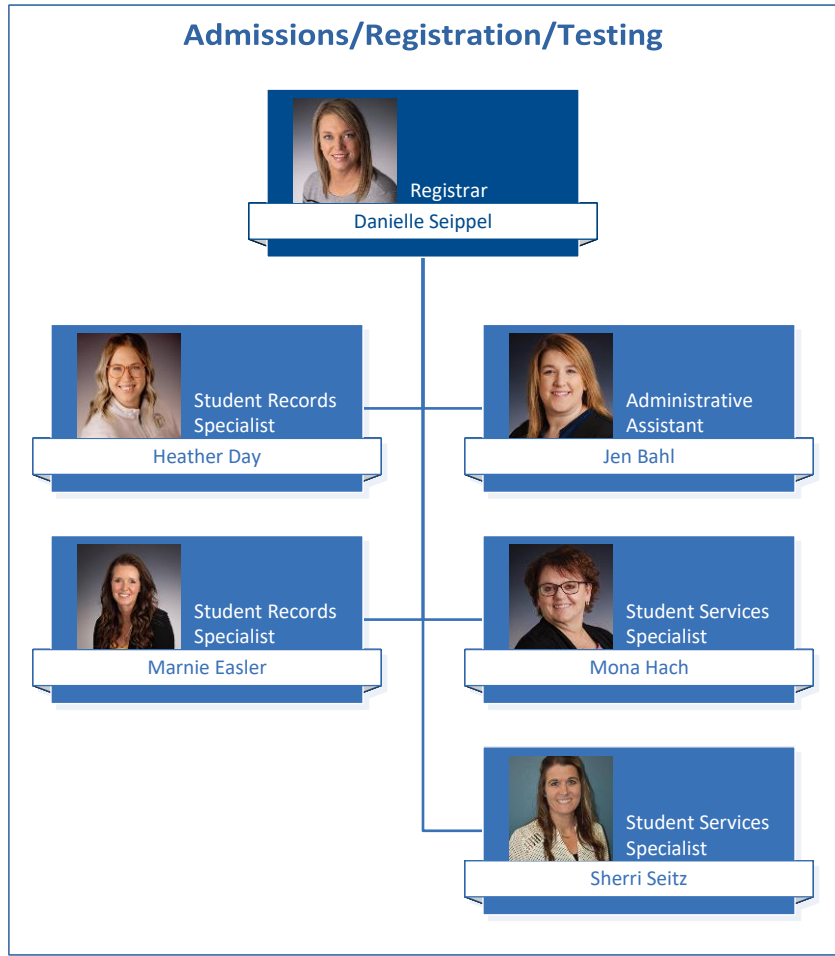 Admissions/Registration/Testing
Registrar
Danielle Seippel
Student Records
Specialist
Heather Day
Administrative
Assistant
Jen Bahl
Student Records
Specialist
Marnie Easler
Student Services
Specialist
Mona Hach
Student Services
Specialist
Sherri Seitz